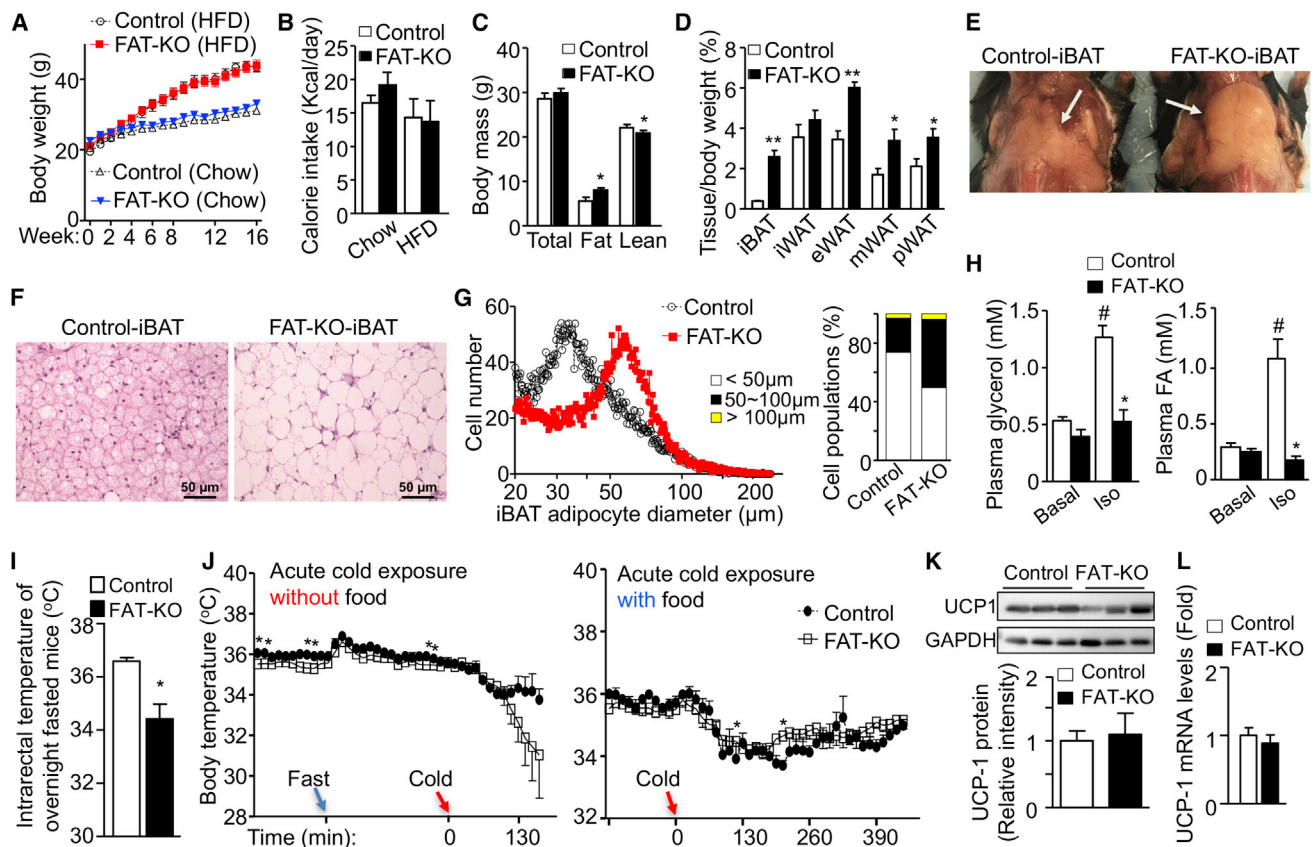 A
Control (HFD)
FAT-KO (HFD)
Body weight (g)
60
40
20
0
Control (Chow)
FAT-KO (Chow)
Week: 0 2 4 6 8 12 16
B
Control
FAT-KO
Calorie intake (Kcal/day)
25
20
15
10
5
0
Chow
HFD
C
Control
FAT-KO
Body mass (g)
40
30
20
10
0
* *
Total Fat Lean
D
Control
FAT-KO
Tissue/body weight (%)
8
6
4
2
0
** ** * *
iBAT
iWAT
eWAT
mWAT
pWAT
E
Control-iBAT FAT-KO-iBAT
F
Control-iBAT FAT-KO-iBAT
50 µm 50 µm
G
Control
FAT-KO
Cell number
60
40
20
0
< 50µm
50~100µm
> 100µm
20 30 50 100 200
iBAT adipocyte diameter (µm)
Cell populations (%)
80
40
0
Control
FAT-KO
H
Control
FAT-KO
Plasma glycerol (mM)
1.5
1.0
0.5
0
#
*
Basal
Iso
Plasma FA (mM)
1.5
1.0
0.5
0
#
*
Basal
Iso
I
Control
FAT-KO
Intrarectal temperature of
overnight fasted mice (°C)
38
36
34
32
30
*
J
Body temperature (°C)
40
38
36
34
32
30
28
Acute cold exposure
without food
** ** **
Fast
Cold
Time (min): 0 130
40
38
36
34
32
Acute cold exposure
with food
Control
FAT-KO
* *
Cold
0 130 260 390
K
Control FAT-KO
UCP1
GAPDH
Control
FAT-KO
UCP-1 protein
(Relative intensity)
2
1
0
L
Control
FAT-KO
UCP-1 mRNA levels (Fold)
2
1
0